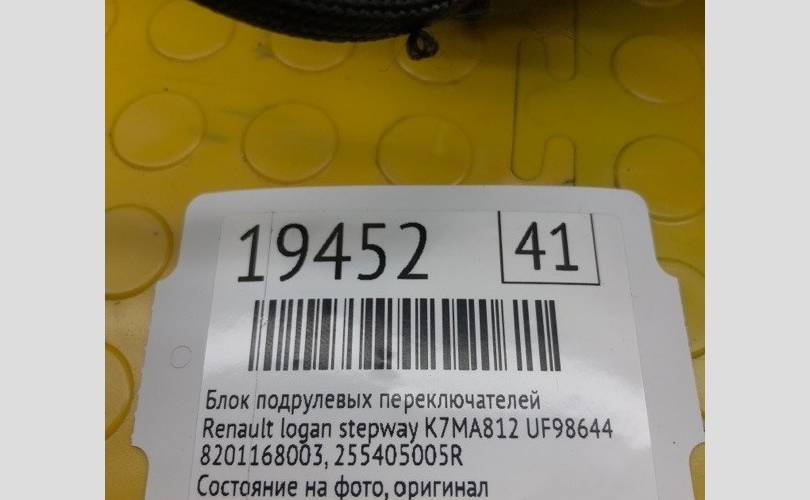 19452 41
Блок подрулевых переключателей
Renault logan stepway K7MA812 UF98644
8201168003, 255405005R
Состояние на фото, оригинал